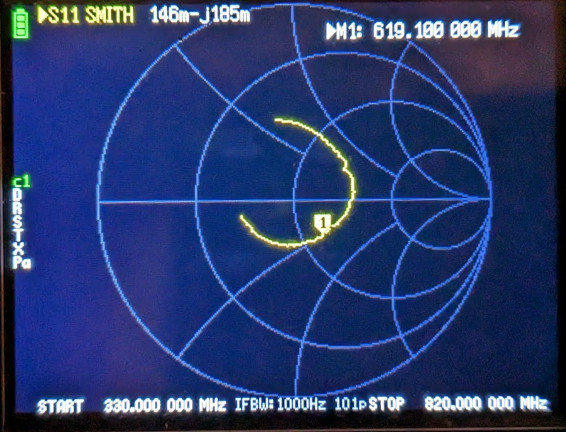 ▶S11 SMITH 146m-j185m
▶M1: 619.100 000 MHz
c1
D
R
S
T
X
Pa
1
START 330.000 000 MHz IFBW:1000Hz 101p STOP 820.000 000 MHz